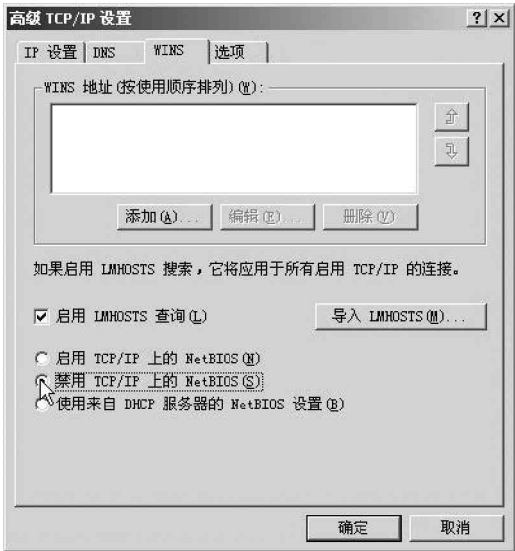 高级 TCP/IP 设置
IP 设置 DNS WINS 选项
WINS 地址(按使用顺序排列)(W):
添加(A)... 编辑(E)... 删除(V)
如果启用 LMHOSTS 搜索，它将应用于所有启用 TCP/IP 的连接。
启用 LMHOSTS 查询(L) 导入 LMHOSTS(M)...
启用 TCP/IP 上的 NetBIOS(N)
禁用 TCP/IP 上的 NetBIOS(S)
使用来自 DHCP 服务器的 NetBIOS 设置(B)
确定 取消